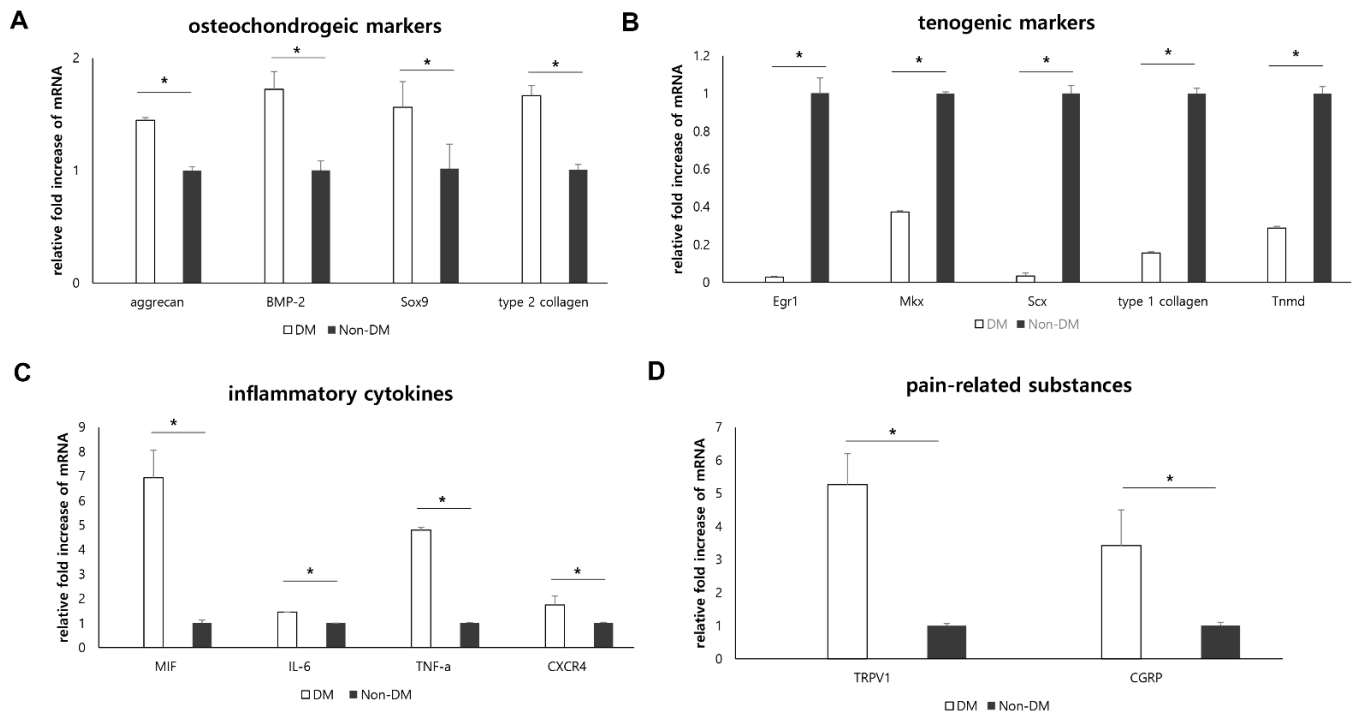 A
osteochondrogeic markers
relative fold increase of mRNA
2
1
0
* * * *
aggrecan BMP-2 Sox9 type 2 collagen
DM Non-DM
B
tenogenic markers
relative fold increase of mRNA
1.2
1
0.8
0.6
0.4
0.2
0
* * * * *
Egr1 Mkx Scx type 1 collagen Tnmd
DM Non-DM
C
inflammatory cytokines
relative fold increase of mRNA
9
8
7
6
5
4
3
2
1
0
* * * *
MIF IL-6 TNF-a CXCR4
DM Non-DM
D
pain-related substances
relative fold increase of mRNA
7
6
5
4
3
2
1
0
* *
TRPV1 CGRP
DM Non-DM